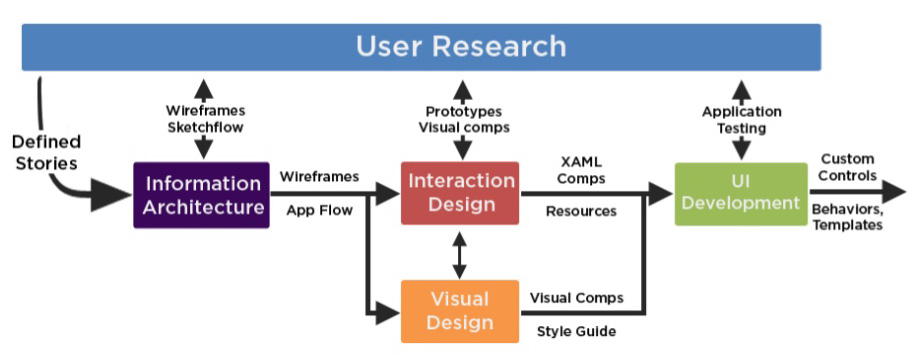 User Research
Wireframes
Sketchflow
Prototypes
Visual comps
Application
Testing
Defined
Stories
Information
Architecture
Wireframes
App Flow
Interaction
Design
XAML
Comps
Resources
UI
Development
Custom
Controls
Behaviors,
Templates
Visual
Design
Visual Comps
Style Guide